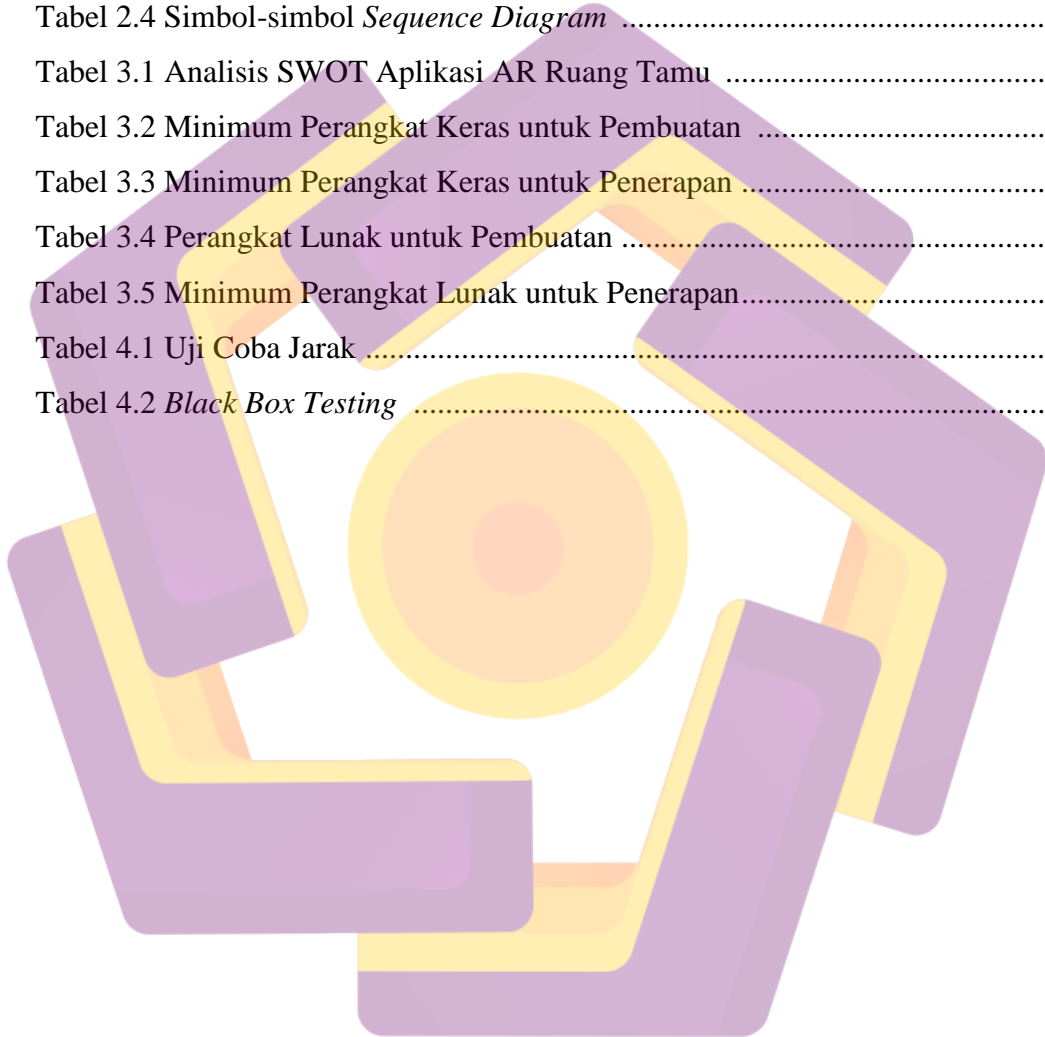 Tabel 2.4 Simbol-simbol Sequence Diagram ......................................................
Tabel 3.1 Analisis SWOT Aplikasi AR Ruang Tamu ........................................
Tabel 3.2 Minimum Perangkat Keras untuk Pembuatan ....................................
Tabel 3.3 Minimum Perangkat Keras untuk Penerapan ......................................
Tabel 3.4 Perangkat Lunak untuk Pembuatan .....................................................
Tabel 3.5 Minimum Perangkat Lunak untuk Penerapan.......................................
Tabel 4.1 Uji Coba Jarak ......................................................................................
Tabel 4.2 Black Box Testing ................................................................................